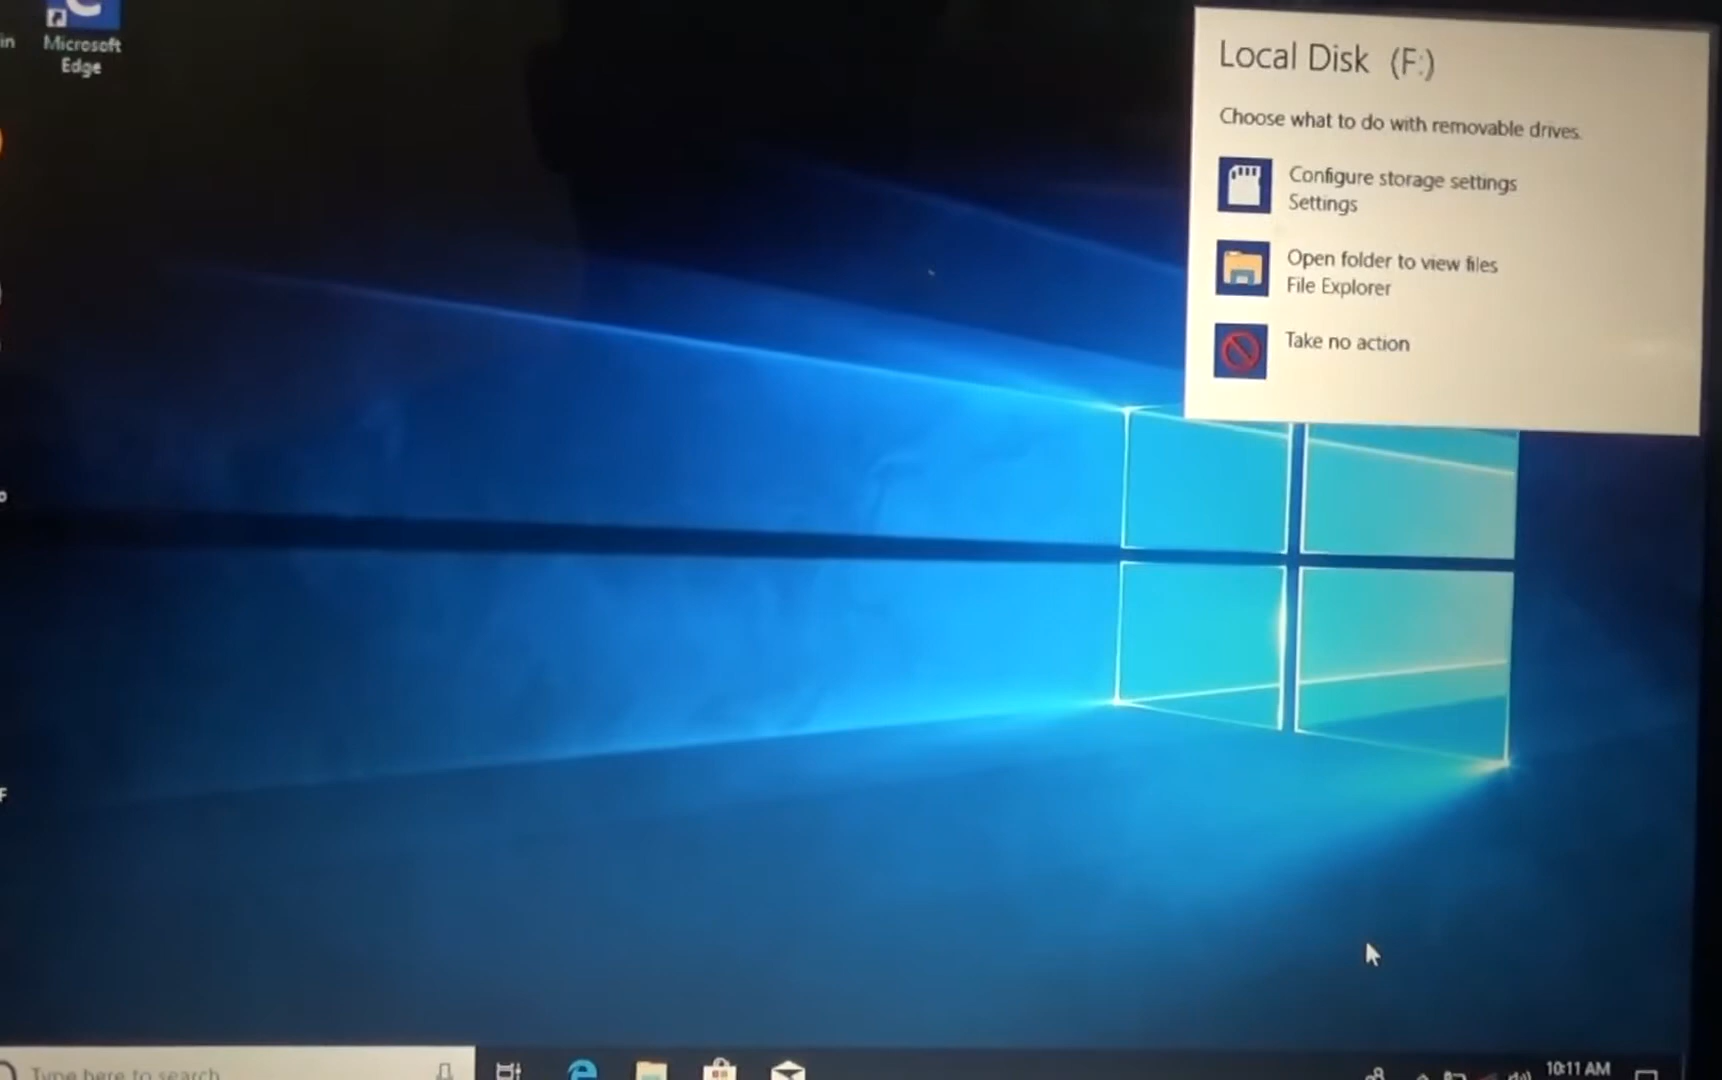 in
Microsoft
Edge
Local Disk (F:)
Choose what to do with removable drives.
Configure storage settings
Settings
Open folder to view files
File Explorer
Take no action
Type here to search
10:11 AM